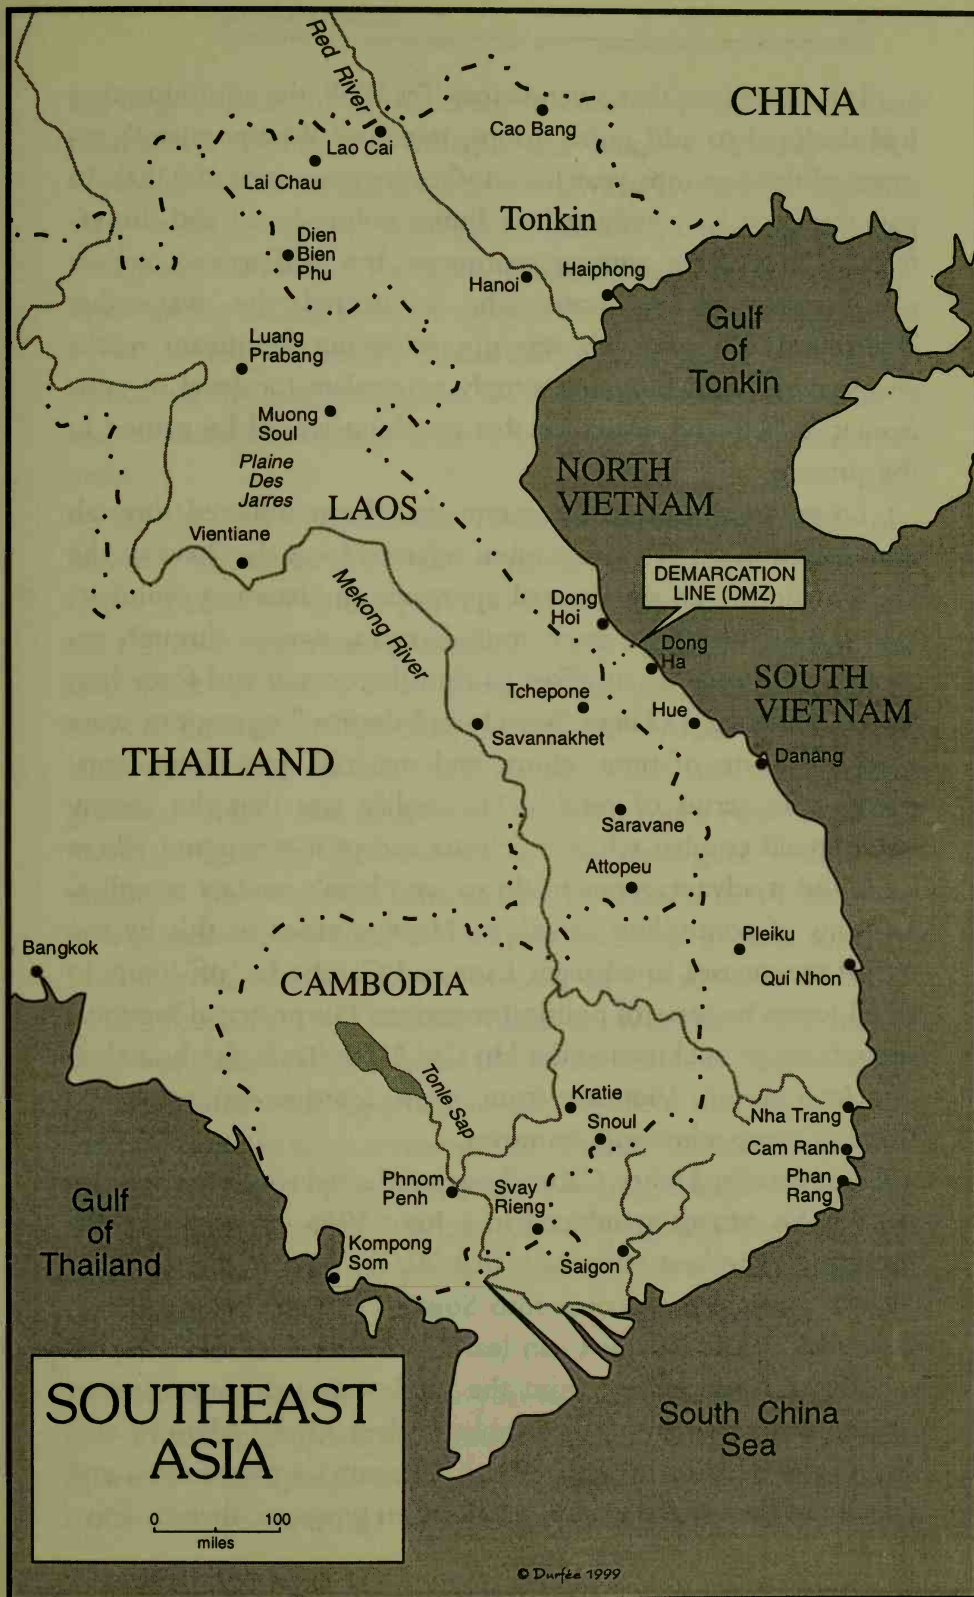 Red River
CHINA
Cao Bang
Lao Cai
Lai Chau
Tonkin
Dien
Bien
Phu
Hanoi
Haiphong
Gulf
of
Tonkin
Luang
Prabang
Muong
Soul
Plaine
Des
Jarres
NORTH
VIETNAM
LAOS
Vientiane
Mekong River
DEMARCATION
LINE (DMZ)
Dong
Hoi
Dong
Ha
Tchepone
Hue
SOUTH
VIETNAM
Savannakhet
THAILAND
Danang
Saravane
Attopeu
Bangkok
Pleiku
Qui Nhon
CAMBODIA
Tonle Sap
Kratie
Snoul
Nha Trang
Cam Ranh
Phan
Rang
Phnom
Penh
Svay
Rieng
Gulf
of
Thailand
Kompong
Som
Saigon
SOUTHEAST
ASIA
0 100
miles
South China
Sea
© Durfee 1999